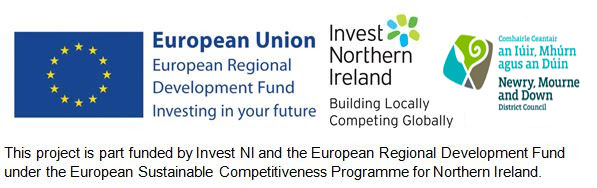 European Union
European Regional
Development Fund
Investing in your future
Invest
Northern
Ireland
Building Locally
Competing Globally
Comhairle Ceantair
an Iúir, Mhúrn
agus an Dúin
Newry, Mourne
and Down
District Council
This project is part funded by Invest NI and the European Regional Development Fund
under the European Sustainable Competitiveness Programme for Northern Ireland.